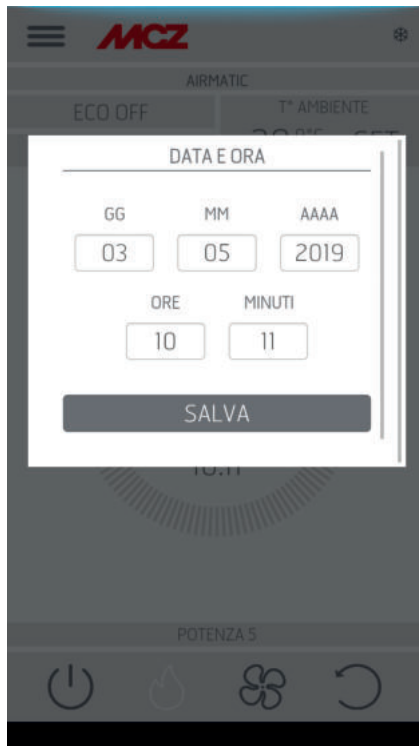 MCZ
AIRMATIC
ECO OFF
T° AMBIENTE
SET
DATA E ORA
GG MM AAAA
03 05 2019
ORE MINUTI
10 11
SALVA
POTENZA 5